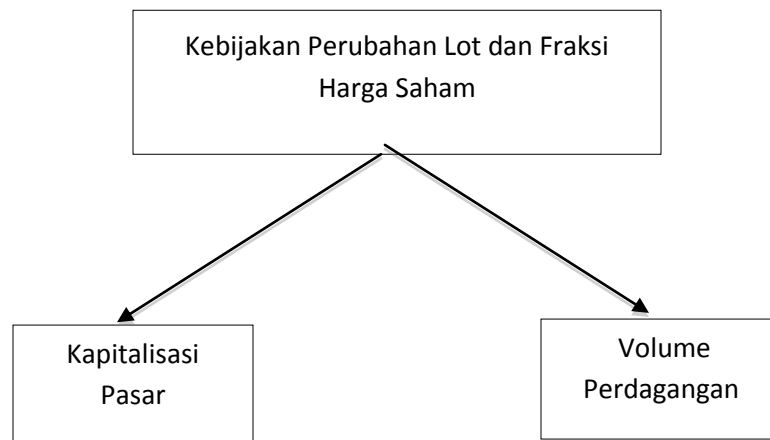 Kebijakan Perubahan Lot dan Fraksi
Harga Saham
Kapitalisasi
Pasar
Volume
Perdagangan